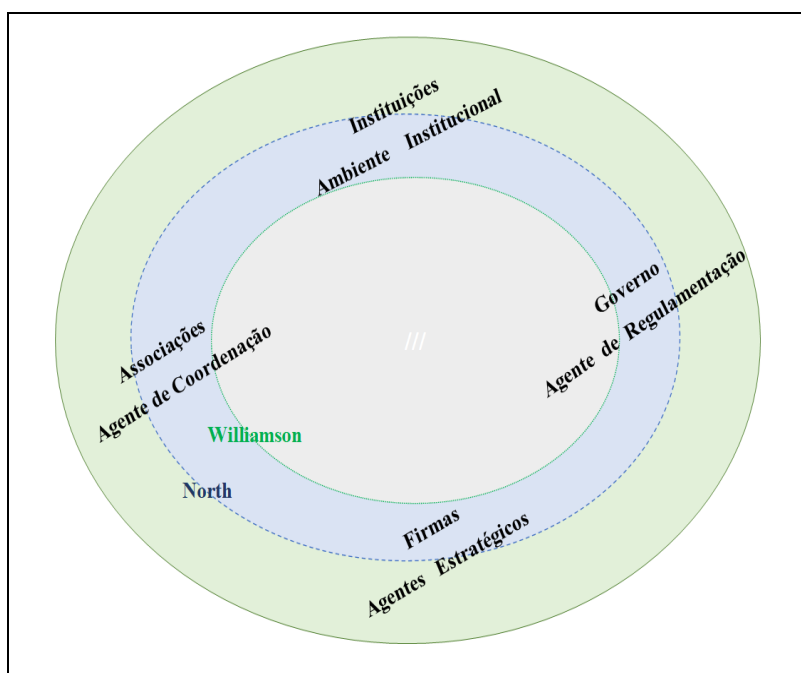 Instituições
Ambiente Institucional
Governo
Agente de Regulamentação
Associações
Agente de Coordenação
///
Williamson
North
Firmas
Agentes Estratégicos